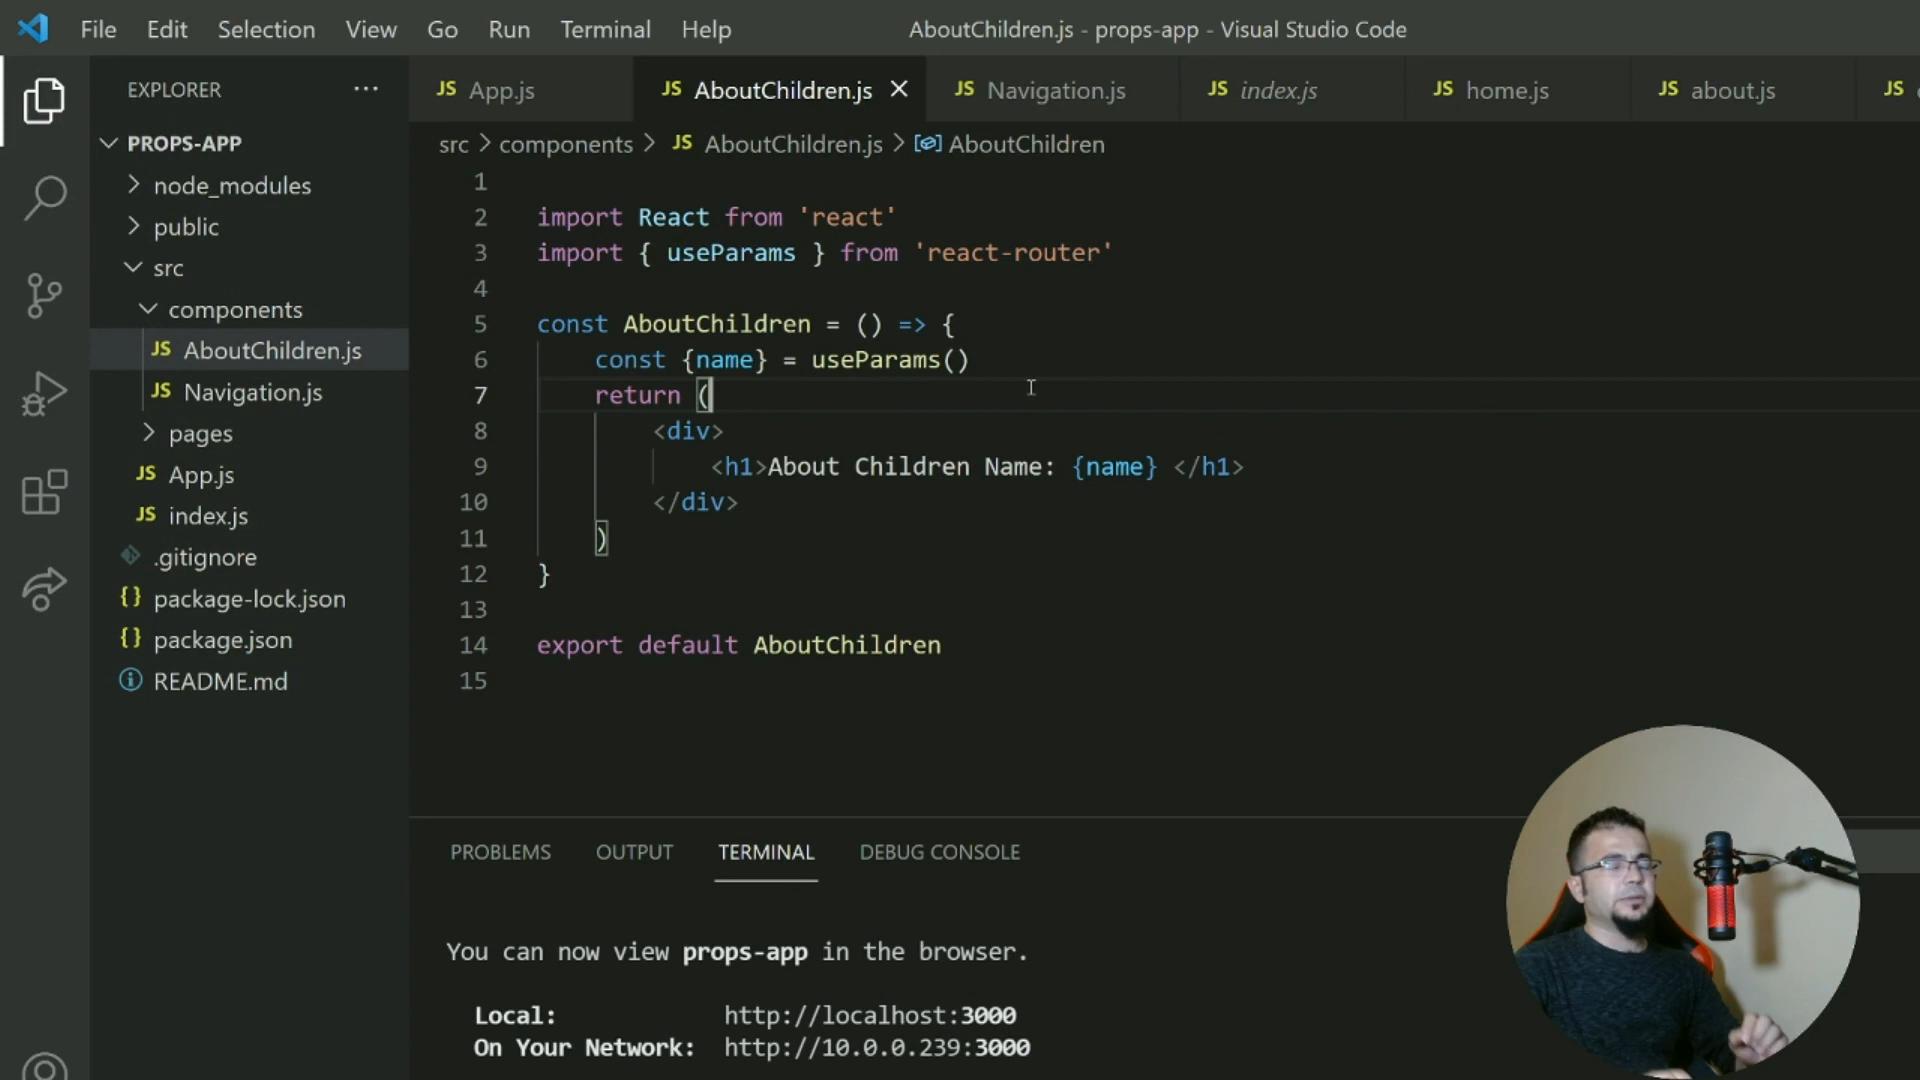 File Edit Selection View Go Run Terminal Help
AboutChildren.js - props-app - Visual Studio Code
EXPLORER ···
JS App.js
JS AboutChildren.js
JS Navigation.js
JS index.js
JS home.js
JS about.js
JS
PROPS-APP
node_modules
public
src
components
JS AboutChildren.js
JS Navigation.js
pages
JS App.js
JS index.js
.gitignore
{} package-lock.json
{} package.json
README.md
src > components > JS AboutChildren.js > AboutChildren
1
2 import React from 'react'
3 import { useParams } from 'react-router'
4
5 const AboutChildren = () => {
6 const {name} = useParams()
7 return (
8 <div>
9 <h1>About Children Name: {name} </h1>
10 </div>
11 )
12 }
13
14 export default AboutChildren
15
PROBLEMS OUTPUT TERMINAL DEBUG CONSOLE
You can now view props-app in the browser.
Local: http://localhost:3000
On Your Network: http://10.0.0.239:3000